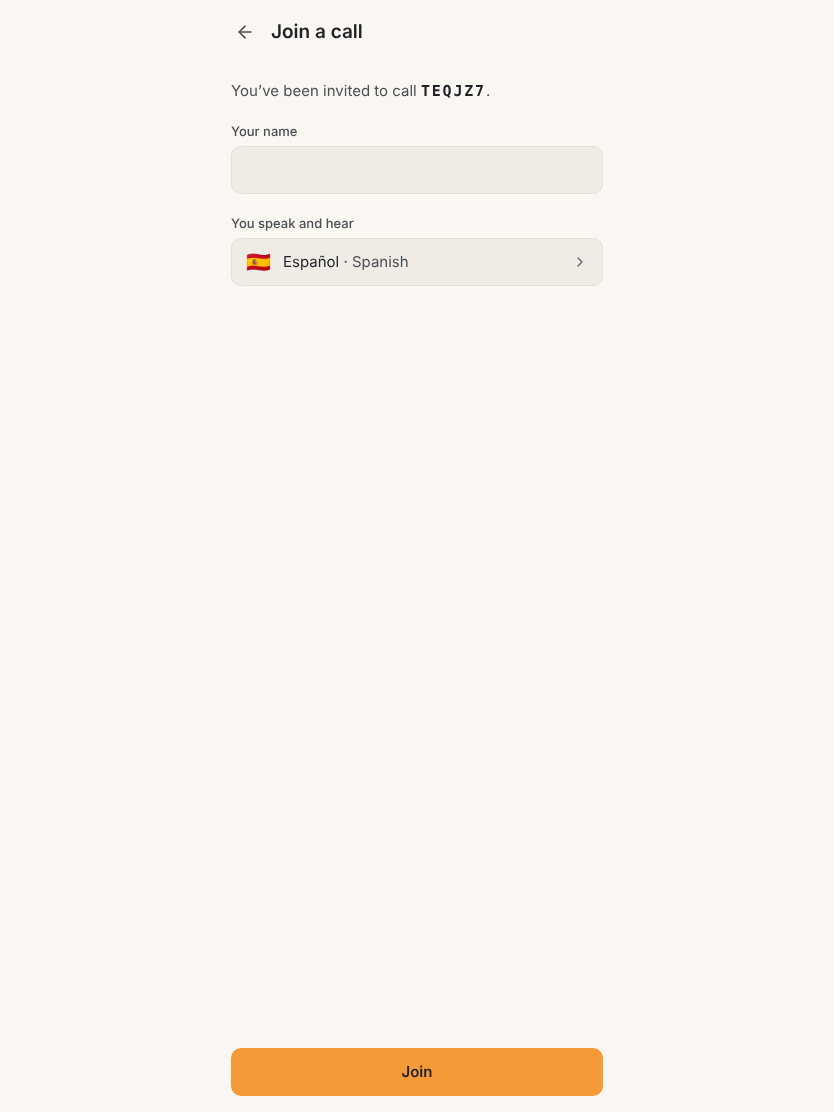 Join a call
You’ve been invited to call TEQJZ7.
Your name
You speak and hear
Español · Spanish
Join